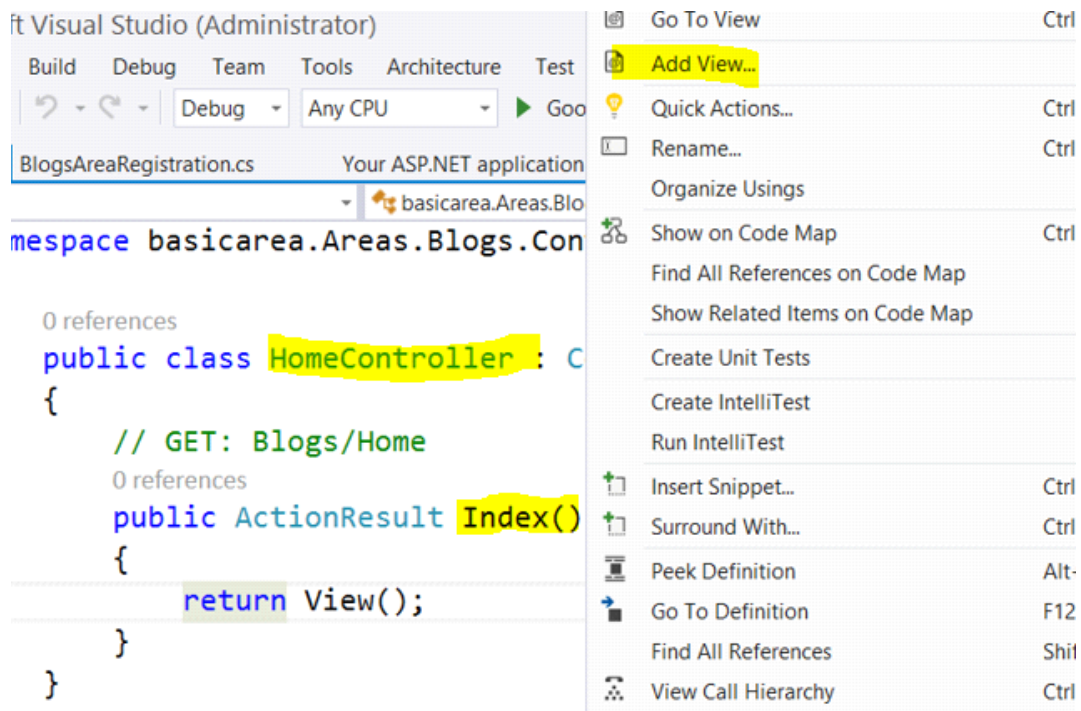 ft Visual Studio (Administrator)
Build Debug Team Tools Architecture Test
Debug Any CPU Goo
BlogsAreaRegistration.cs Your ASP.NET application
basicarea.Areas.Blo
mespace basicarea.Areas.Blogs.Con
0 references
public class HomeController : C
{
// GET: Blogs/Home
0 references
public ActionResult Index()
{
return View();
}
}
Go To View Ctrl
Add View...
Quick Actions... Ctrl
Rename... Ctrl
Organize Usings
Show on Code Map Ctrl
Find All References on Code Map
Show Related Items on Code Map
Create Unit Tests
Create IntelliTest
Run IntelliTest
Insert Snippet... Ctrl
Surround With... Ctrl
Peek Definition Alt-
Go To Definition F12
Find All References Shif
View Call Hierarchy Ctrl